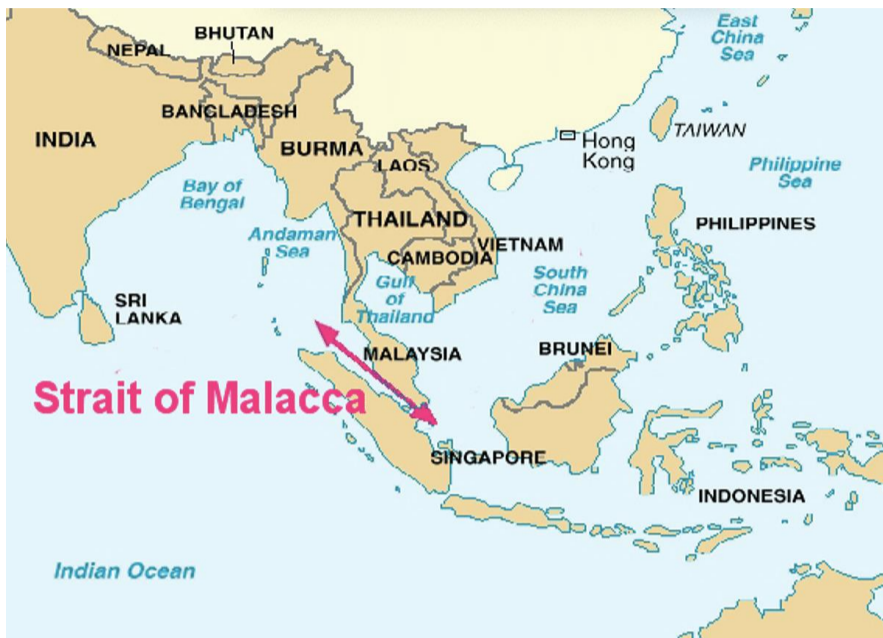 East
China
Sea
BHUTAN
NEPAL
BANGLADESH
INDIA
BURMA
LAOS
Hong
Kong
TAIWAN
Philippine
Sea
Bay of
Bengal
THAILAND
PHILIPPINES
Andaman
Sea
VIETNAM
CAMBODIA
South
China
Sea
Gulf
of
Thailand
SRI
LANKA
MALAYSIA
BRUNEI
Strait of Malacca
SINGAPORE
INDONESIA
Indian Ocean